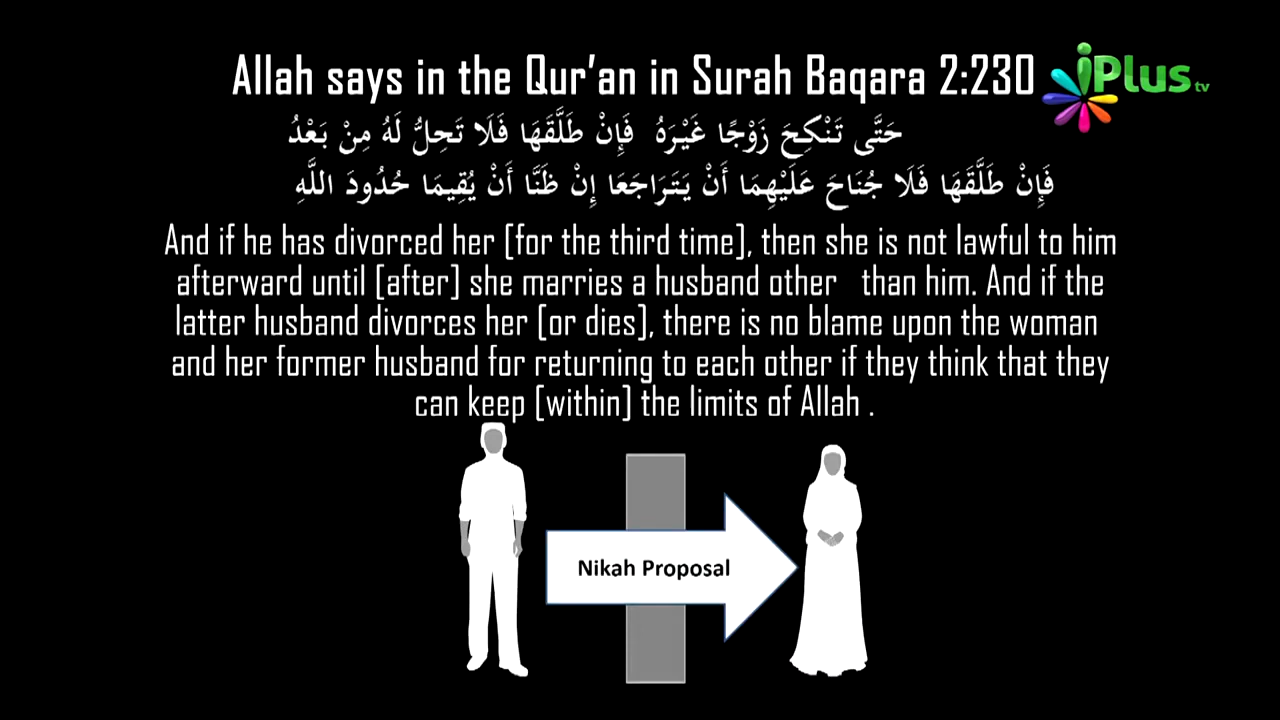 Allah says in the Qur'an in Surah Baqara 2:230
iPlus tv
حَتَّى تَنْكِحَ زَوْجًا غَيْرَهُ فَإِنْ طَلَّقَهَا فَلَا تَحِلُّ لَهُ مِنْ بَعْدُ
فَإِنْ طَلَّقَهَا فَلَا جُنَاحَ عَلَيْهِمَا أَنْ يَتَرَاجَعَا إِنْ ظَنَّا أَنْ يُقِيمَا حُدُودَ اللَّهِ
And if he has divorced her [for the third time], then she is not lawful to him
afterward until [after] she marries a husband other than him. And if the
latter husband divorces her [or dies], there is no blame upon the woman
and her former husband for returning to each other if they think that they
can keep [within] the limits of Allah .
Nikah Proposal